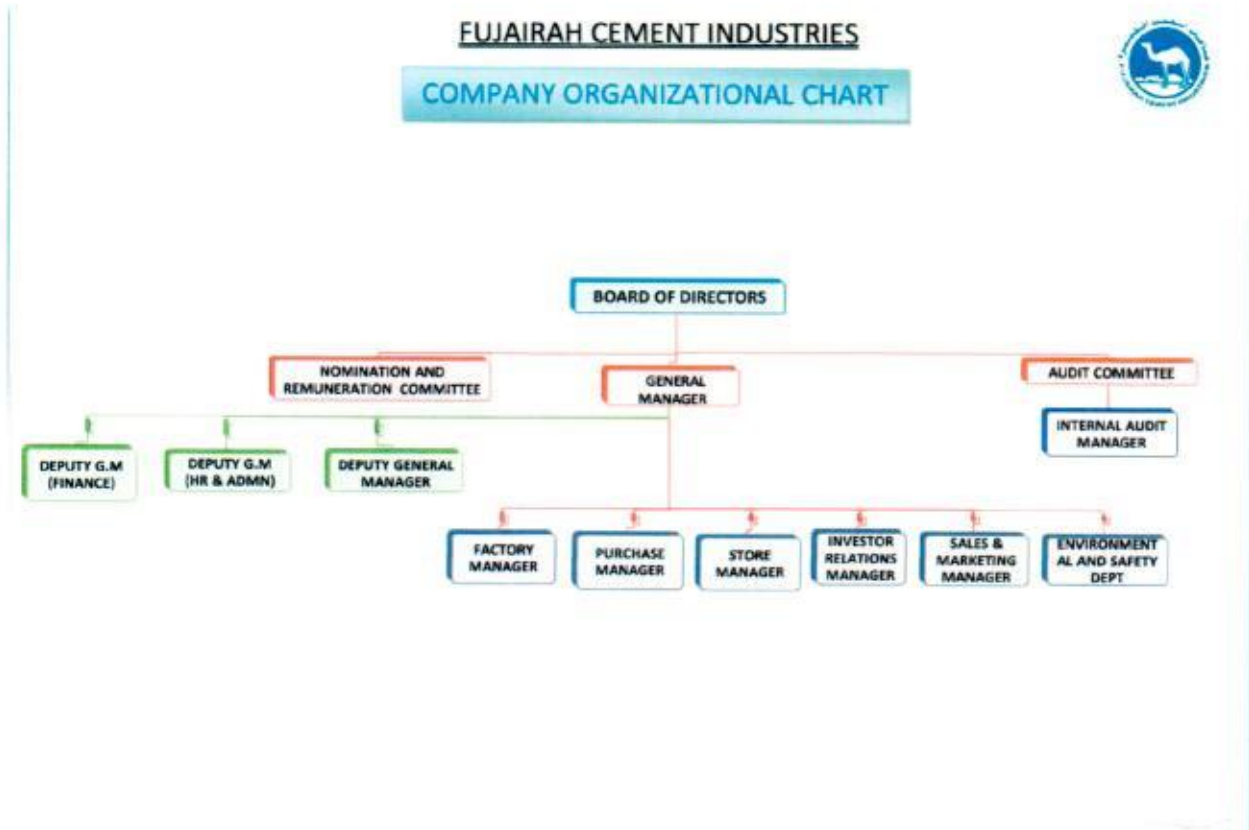 FUJAIRAH CEMENT INDUSTRIES
COMPANY ORGANIZATIONAL CHART
BOARD OF DIRECTORS
NOMINATION AND
REMUNERATION COMMITTEE
GENERAL
MANAGER
AUDIT COMMITTEE
INTERNAL AUDIT
MANAGER
DEPUTY G.M
(FINANCE)
DEPUTY G.M
(HR & ADMN)
DEPUTY GENERAL
MANAGER
FACTORY
MANAGER
PURCHASE
MANAGER
STORE
MANAGER
INVESTOR
RELATIONS
MANAGER
SALES &
MARKETING
MANAGER
ENVIRONMENT
AL AND SAFETY
DEPT